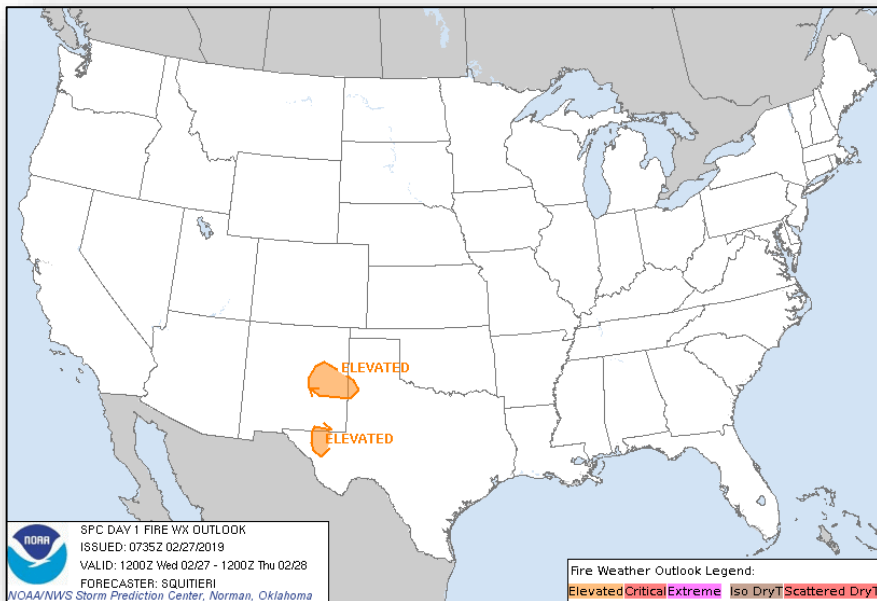 ELEVATED
ELEVATED
NOAA
SPC DAY 1 FIRE WX OUTLOOK
ISSUED: 0735Z 02/27/2019
VALID: 1200Z Wed 02/27 - 1200Z Thu 02/28
FORECASTER: SQUITIERI
NOAA/NWS Storm Prediction Center, Norman, Oklahoma
Fire Weather Outlook Legend:
Elevated Critical Extreme Iso DryT Scattered DryT